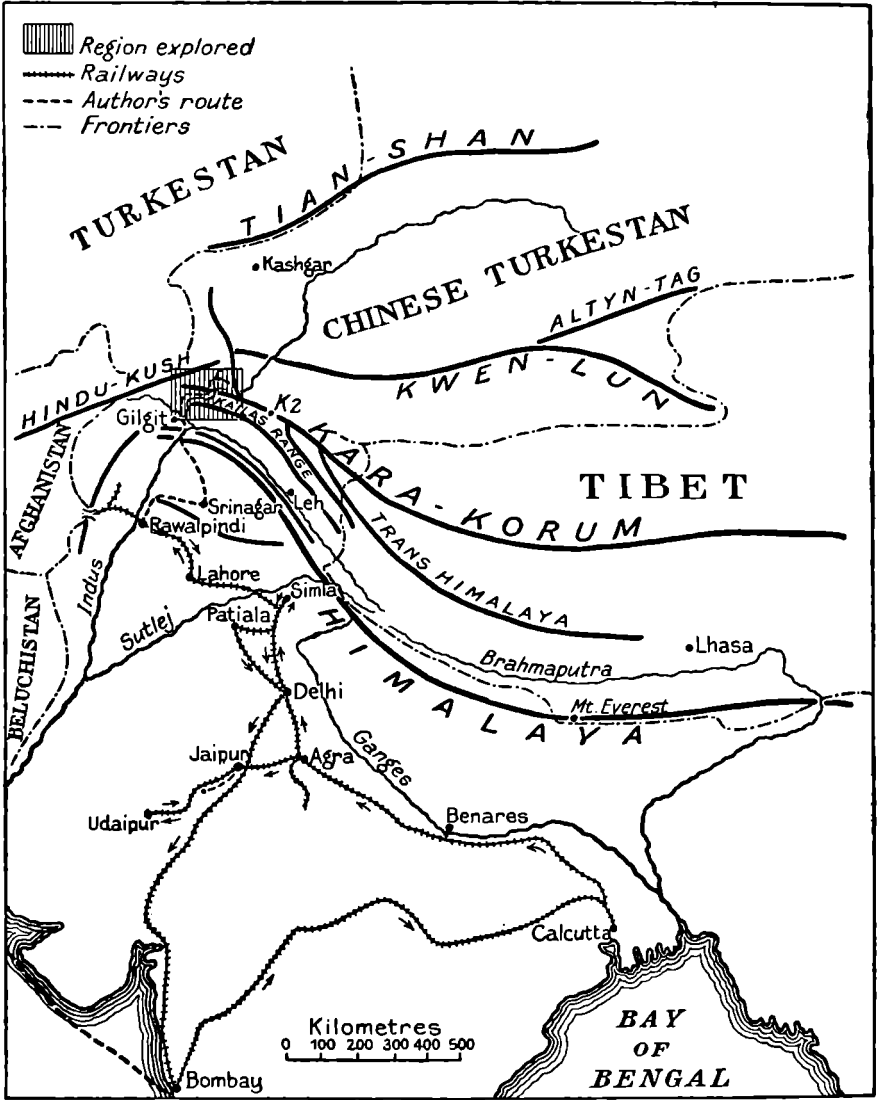 Region explored
Railways
Author's route
Frontiers
TURKESTAN
TIAN-SHAN
Kashgar
CHINESE TURKESTAN
ALTYN-TAG
HINDU-KUSH
KWEN-LUN
K2
Gilgit
KAILAS RANGE
KARA-KORUM
AFGHANISTAN
Leh
TIBET
Srinagar
Rawalpindi
TRANS HIMALAYA
Indus
Lahore
Simla
Patiala
Sutlej
BELUCHISTAN
HIMALAYA
Lhasa
Brahmaputra
Delhi
Mt. Everest
Jaipur
Agra
Ganges
Udaipur
Benares
Calcutta
Kilometres
0 100 200 300 400 500
BAY
OF
BENGAL
Bombay